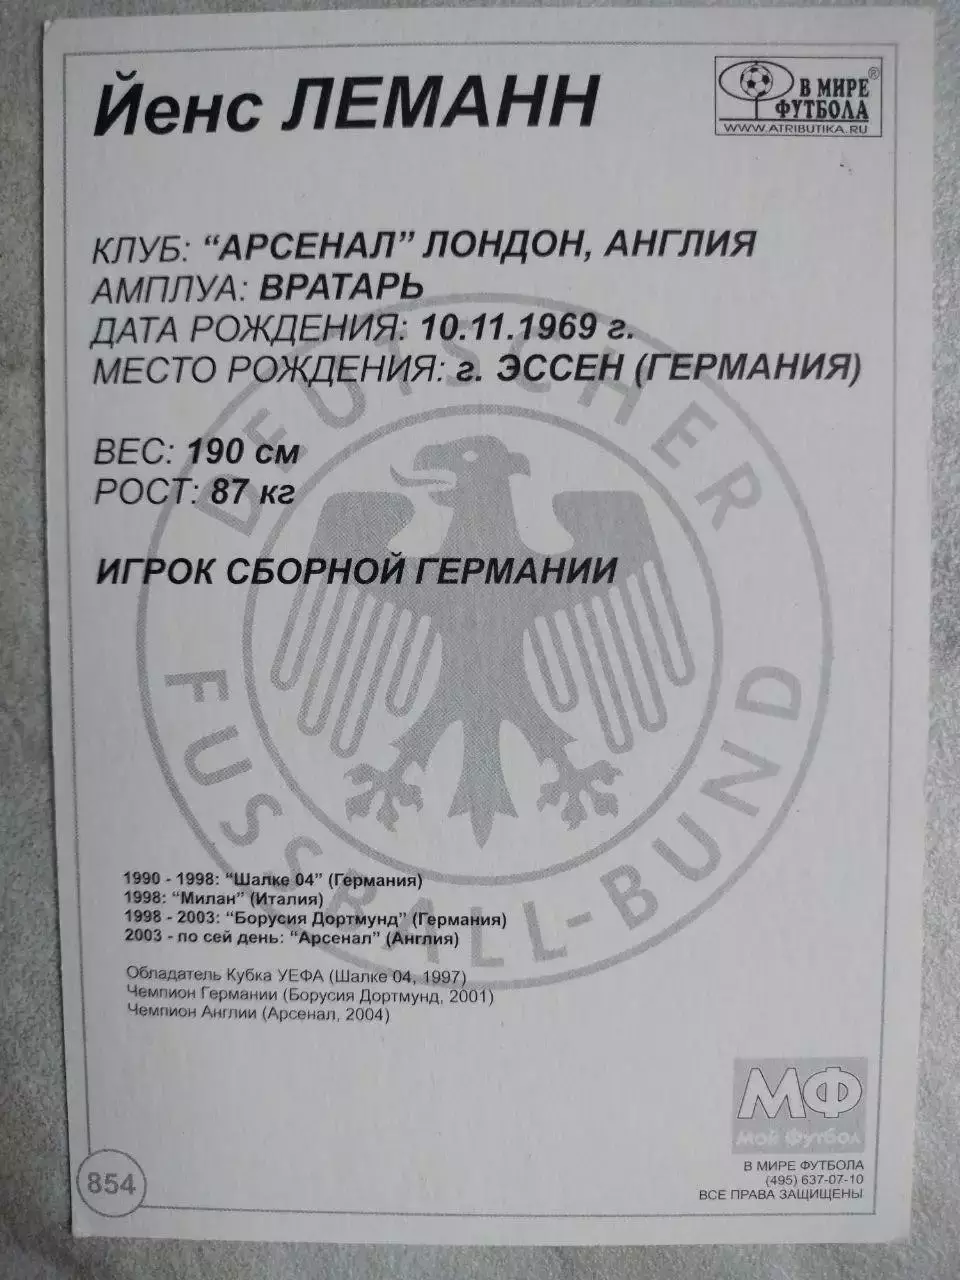 Йенс ЛЕМАНН
В МИРЕ ®
ФУТБОЛА
WWW.ATRIBUTIKA.RU
КЛУБ: “АРСЕНАЛ” ЛОНДОН, АНГЛИЯ
АМПЛУА: ВРАТАРЬ
ДАТА РОЖДЕНИЯ: 10.11.1969 г.
МЕСТО РОЖДЕНИЯ: г. ЭССЕН (ГЕРМАНИЯ)
ВЕС: 190 см
РОСТ: 87 кг
ИГРОК СБОРНОЙ ГЕРМАНИИ
DEUTSCHER
FUSSBALL-BUND
1990 - 1998: “Шалке 04” (Германия)
1998: “Милан” (Италия)
1998 - 2003: “Борусия Дортмунд” (Германия)
2003 - по сей день: “Арсенал” (Англия)
Обладатель Кубка УЕФА (Шалке 04, 1997)
Чемпион Германии (Борусия Дортмунд, 2001)
Чемпион Англии (Арсенал, 2004)
МФ
Мой Футбол
В МИРЕ ФУТБОЛА
(495) 637-07-10
ВСЕ ПРАВА ЗАЩИЩЕНЫ
854